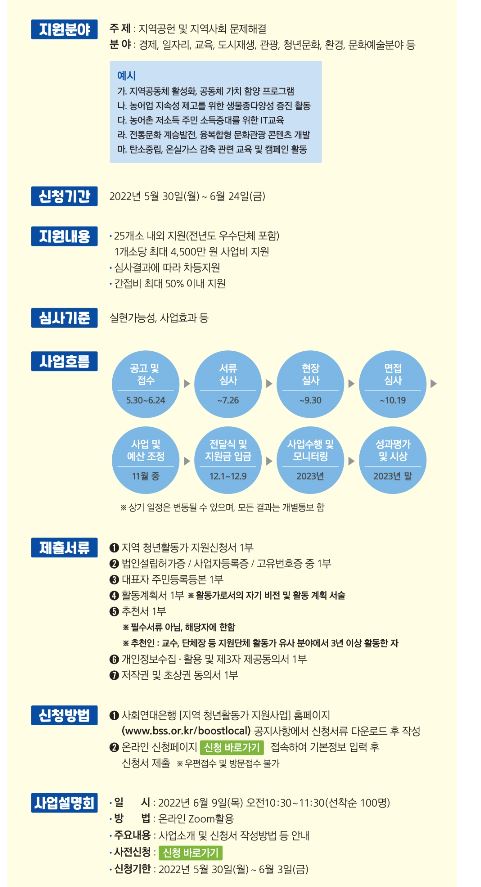 지원분야
주 제 : 지역공헌 및 지역사회 문제해결
분 야 : 경제, 일자리, 교육, 도시재생, 관광, 청년문화, 환경, 문화예술분야 등
예시
가. 지역공동체 활성화, 공동체 가치 함양 프로그램
나. 농어업 지속성 제고를 위한 생물종다양성 증진 활동
다. 농어촌 저소득 주민 소득증대를 위한 IT교육
라. 전통문화 계승발전, 융복합형 문화관광 콘텐츠 개발
마. 탄소중립, 온실가스 감축 관련 교육 및 캠페인 활동
신청기간
2022년 5월 30일(월) ~ 6월 24일(금)
지원내용
· 25개소 내외 지원(전년도 우수단체 포함)
1개소당 최대 4,500만 원 사업비 지원
· 심사결과에 따라 차등지원
· 간접비 최대 50% 이내 지원
심사기준
실현가능성, 사업효과 등
사업흐름
공고 및
접수
5.30~6.24
서류
심사
~7.26
현장
실사
~9.30
면접
심사
~10.19
사업 및
예산 조정
11월 중
전달식 및
지원금 입금
12.1~12.9
사업수행 및
모니터링
2023년
성과평가
및 시상
2023년 말
※ 상기 일정은 변동될 수 있으며, 모든 결과는 개별통보 함
제출서류
❶ 지역 청년활동가 지원신청서 1부
❷ 법인설립허가증 / 사업자등록증 / 고유번호증 중 1부
❸ 대표자 주민등록등본 1부
❹ 활동계획서 1부 ※ 활동가로서의 자기 비전 및 활동 계획 서술
❺ 추천서 1부
※ 필수서류 아님, 해당자에 한함
※ 추천인 : 교수, 단체장 등 지원단체 활동가 유사 분야에서 3년 이상 활동한 자
❻ 개인정보수집 · 활용 및 제3자 제공동의서 1부
❼ 저작권 및 초상권 동의서 1부
신청방법
❶ 사회연대은행 [지역 청년활동가 지원사업] 홈페이지
(www.bss.or.kr/boostlocal) 공지사항에서 신청서류 다운로드 후 작성
❷ 온라인 신청페이지 신청 바로가기 접속하여 기본정보 입력 후
신청서 제출 ※ 우편접수 및 방문접수 불가
사업설명회
· 일 시 : 2022년 6월 9일(목) 오전10:30~11:30(선착순 100명)
· 방 법 : 온라인 Zoom활용
· 주요내용 : 사업소개 및 신청서 작성방법 등 안내
· 사전신청 : 신청 바로가기
· 신청기한 : 2022년 5월 30일(월) ~ 6월 3일(금)